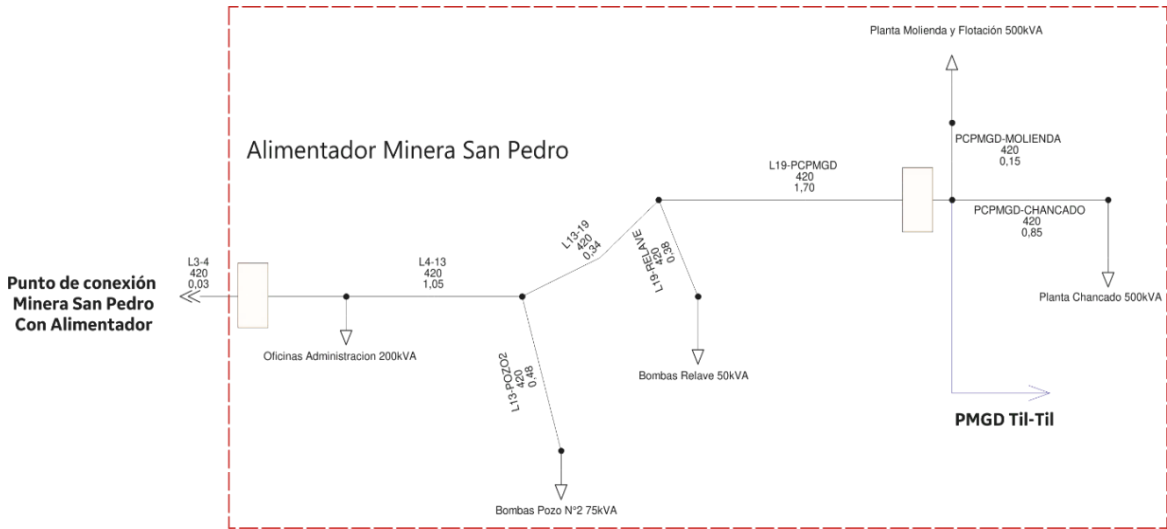 Planta Molienda y Flotación 500kVA
Alimentador Minera San Pedro
PCPMGD-MOLIENDA
420
0,15
L19-PCPMGD
420
1,70
PCPMGD-CHANCADO
420
0,85
L13-19
420
0,34
L19-RELAVE
420
0,38
L3-4
420
0,03
L4-13
420
1,05
Punto de conexión
Minera San Pedro
Con Alimentador
Planta Chancado 500kVA
Oficinas Administracion 200kVA
L13-POZO2
420
0,48
Bombas Relave 50kVA
PMGD Til-Til
Bombas Pozo N°2 75kVA